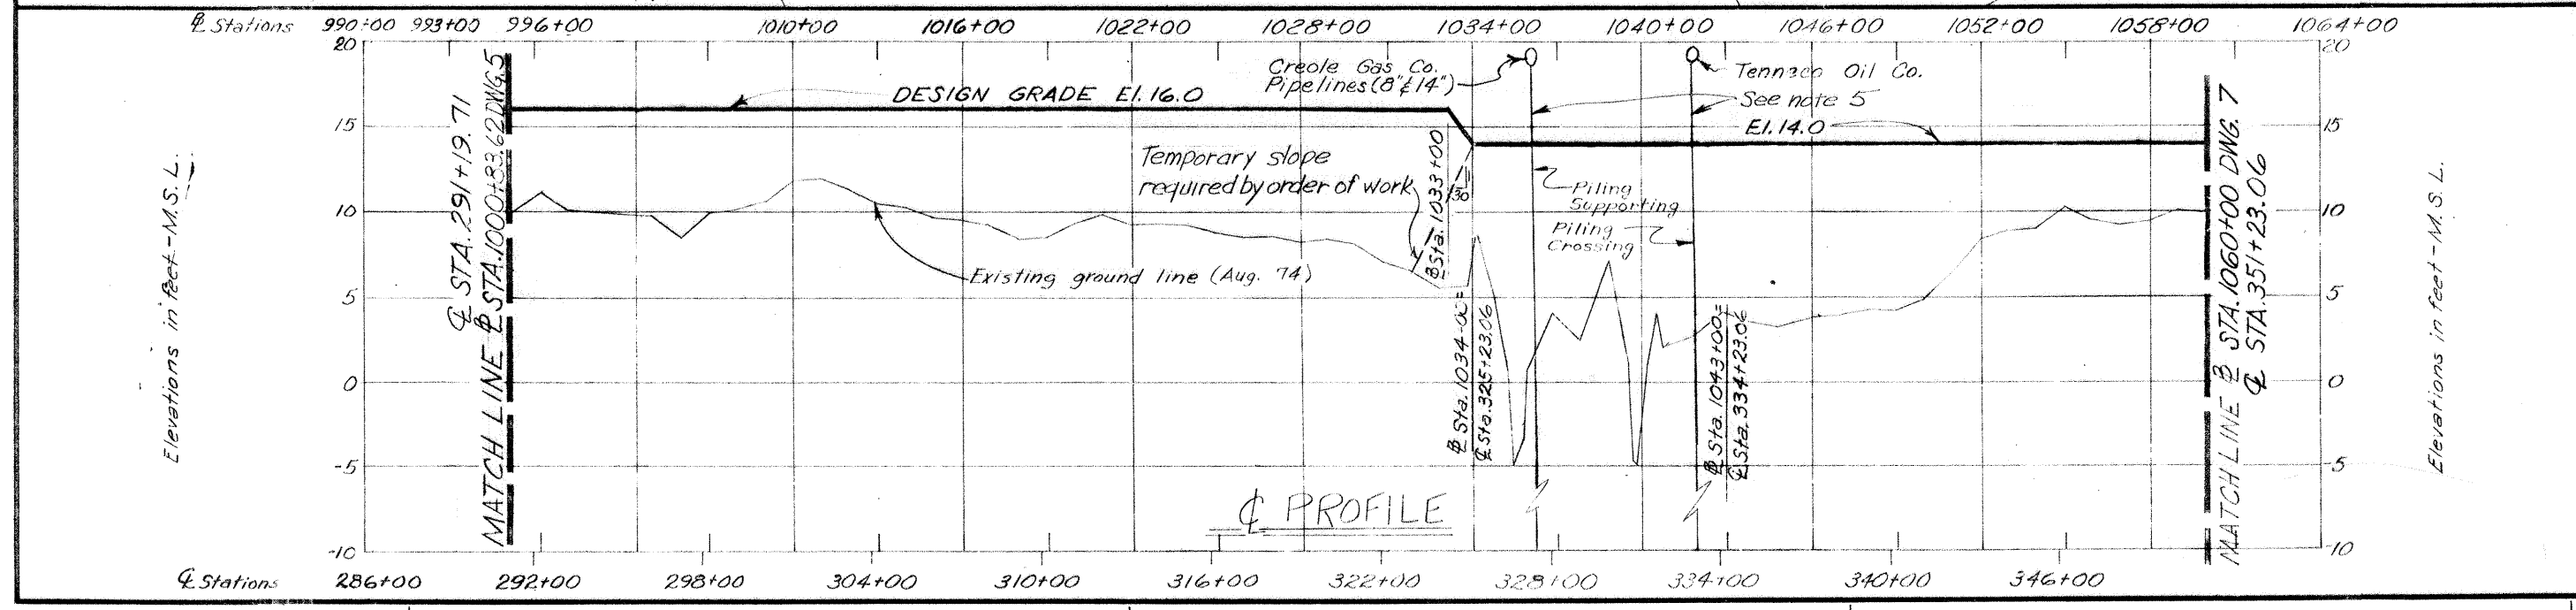 ℄ Stations 990+00 993+00 996+00 1010+00 1016+00 1022+00 1028+00 1034+00 1040+00 1046+00 1052+00 1058+00 1064+00
20
15
10
5
0
-5
-10
Elevations in feet-M.S.L.
℄ STA. 291+19.71
MATCH LINE ⅊ STA. 1000+83.62 DWG. 5
DESIGN GRADE El. 16.0
Creole Gas Co.
Pipelines (8"&14")
Tennaco Oil Co.
See note 5
El. 14.0
Temporary slope
required by order of work
⅊ Sta. 1033+00
1
30
Piling
Supporting
Piling
Crossing
Existing ground line (Aug. 74)
⅊ Sta. 1034+00=
℄ Sta. 325+23.06
⅊ Sta. 1043+00=
℄ Sta. 334+23.06
℄ PROFILE
MATCH LINE ⅊ STA. 1060+00 DWG. 7
℄ STA. 351+23.06
20
15
10
5
0
-5
-10
Elevations in feet-M.S.L.
℄ Stations 286+00 292+00 298+00 304+00 310+00 316+00 322+00 328+00 334+00 340+00 346+00